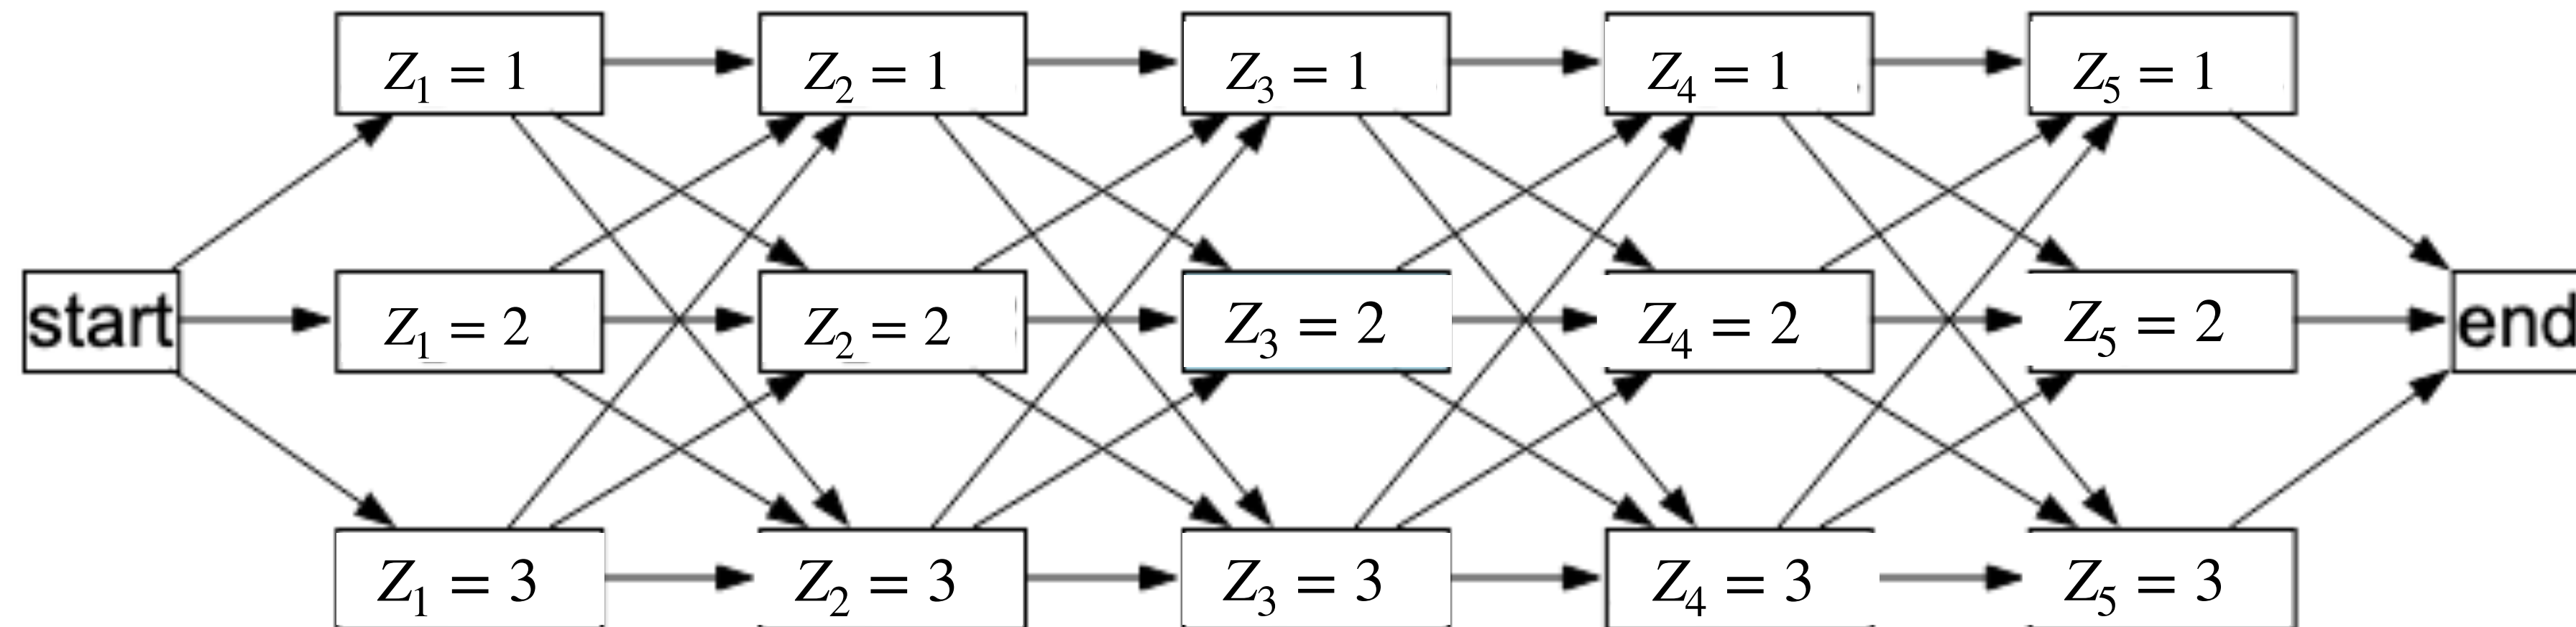 Z₁ = 1 Z₂ = 1 Z₃ = 1 Z₄ = 1 Z₅ = 1
start Z₁ = 2 Z₂ = 2 Z₃ = 2 Z₄ = 2 Z₅ = 2 end
Z₁ = 3 Z₂ = 3 Z₃ = 3 Z₄ = 3 Z₅ = 3